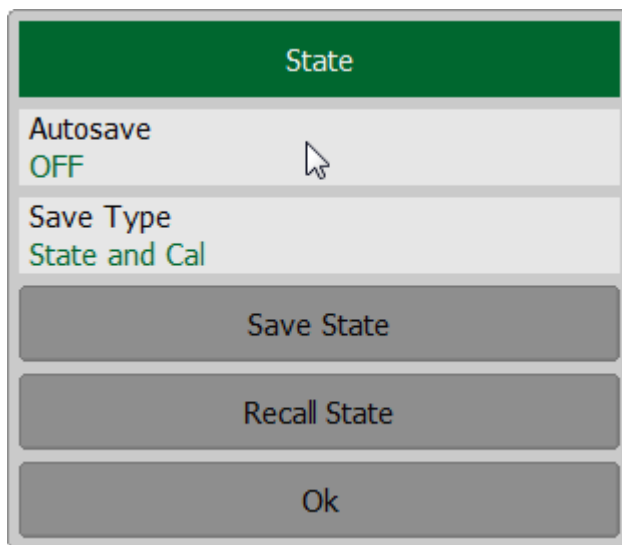 State
Autosave
OFF
Save Type
State and Cal
Save State
Recall State
Ok